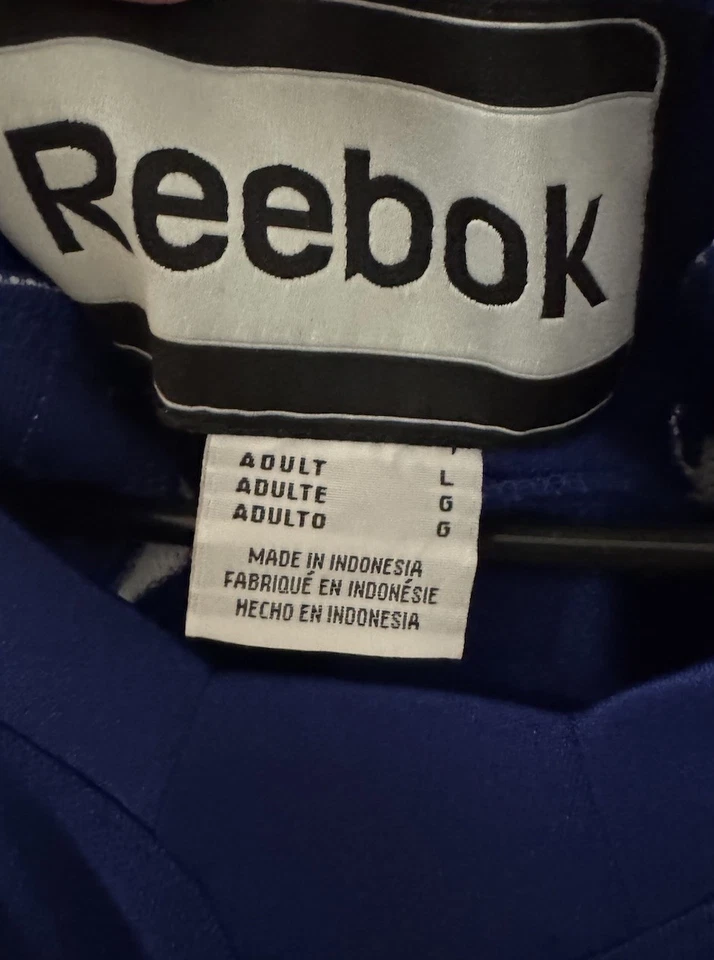 Reebok
ADULT L
ADULTE G
ADULTO G
MADE IN INDONESIA
FABRIQUÉ EN INDONÉSIE
HECHO EN INDONESIA